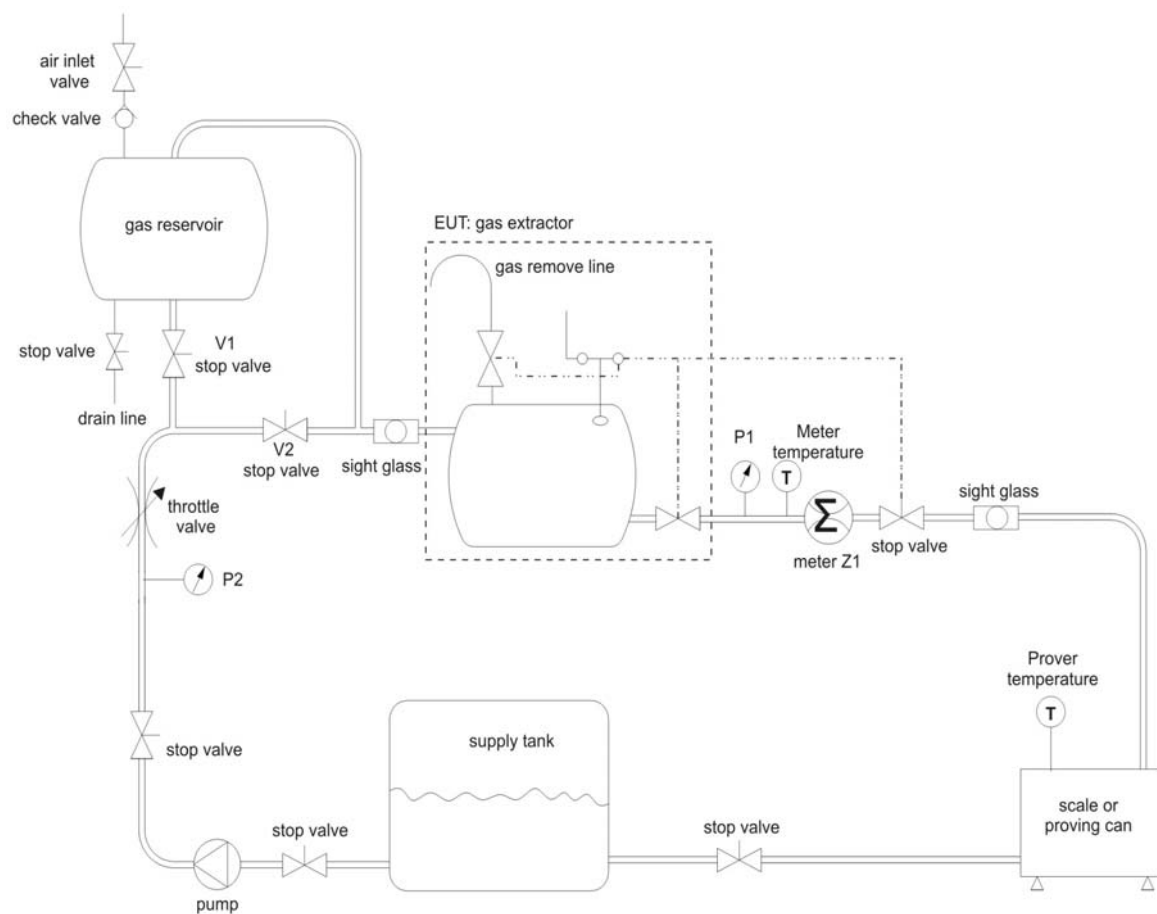 air inlet
valve
check valve
gas reservoir
EUT: gas extractor
gas remove line
stop valve
V1
stop valve
drain line
V2
stop valve
sight glass
P1
Meter
temperature
T
sight glass
throttle
valve
Σ
meter Z1
stop valve
P2
Prover
temperature
T
stop valve
supply tank
scale or
proving can
stop valve
stop valve
pump